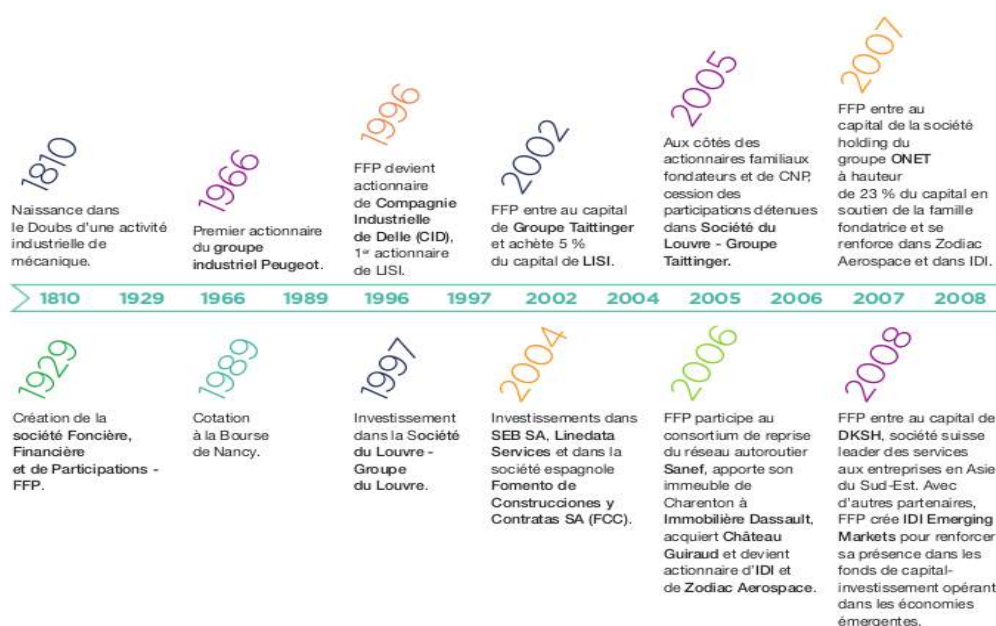 1810
Naissance dans
le Doubs d'une activité
industrielle de
mécanique.
1966
Premier actionnaire
du groupe
industriel Peugeot.
1996
FFP devient
actionnaire
de Compagnie
Industrielle
de Delle (CID),
1er actionnaire
de LISI.
2002
FFP entre au capital
de Groupe Taittinger
et achète 5 %
du capital de LISI.
2005
Aux côtés des
actionnaires familiaux
fondateurs et de CNP,
cession des
participations détenues
dans Société du
Louvre - Groupe
Taittinger.
2007
FFP entre au
capital de la société
holding du
groupe ONET
à hauteur
de 23 % du capital en
soutien de la famille
fondatrice et se
renforce dans Zodiac
Aerospace et dans IDI.
1810 1929 1966 1989 1996 1997 2002 2004 2005 2006 2007 2008
1929
Création de la
société Foncière,
Financière
et de Participations -
FFP.
1989
Cotation
à la Bourse
de Nancy.
1997
Investissement
dans la Société
du Louvre -
Groupe
du Louvre.
2004
Investissements dans
SEB SA, Linedata
Services et dans la
société espagnole
Fomento de
Construcciones y
Contratas SA (FCC).
2006
FFP participe au
consortium de reprise
du réseau autoroutier
Sanef, apporte son
immeuble de
Charenton à
Immobilière Dassault,
acquiert Château
Guiraud et devient
actionnaire d'IDI et
de Zodiac Aerospace.
2008
FFP entre au capital de
DKSH, société suisse
leader des services
aux entreprises en Asie
du Sud-Est. Avec
d'autres partenaires,
FFP crée IDI Emerging
Markets pour renforcer
sa présence dans les
fonds de capital-
investissement opérant
dans les économies
émergentes.